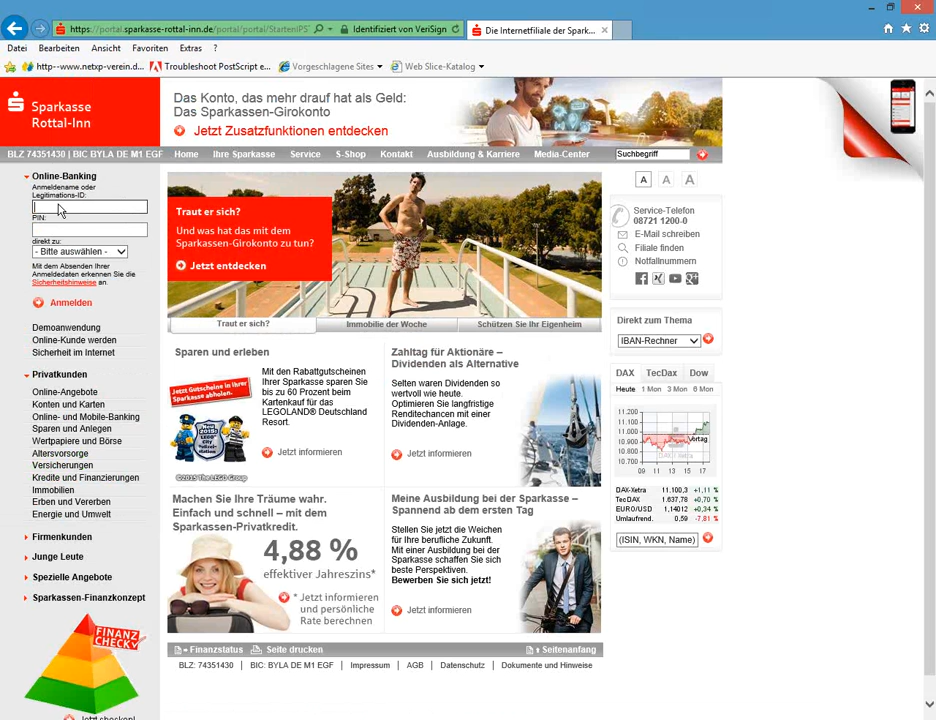 https://portal.sparkasse-rottal-inn.de/portal/portal/StartenIPS
Identifiziert von VeriSign
Die Internetfiliale der Spark...
Datei Bearbeiten Ansicht Favoriten Extras ?
http--www.netxp-verein.d...
Troubleshoot PostScript e...
Vorgeschlagene Sites
Web Slice-Katalog
Sparkasse
Rottal-Inn
Das Konto, das mehr drauf hat als Geld:
Das Sparkassen-Girokonto
Jetzt Zusatzfunktionen entdecken
BLZ 74351430 | BIC BYLA DE M1 EGF Home Ihre Sparkasse Service S-Shop Kontakt Ausbildung & Karriere Media-Center Suchbegriff
Online-Banking
Anmeldename oder
Legitimations-ID:
PIN:
direkt zu:
- Bitte auswählen -
Mit dem Absenden Ihrer
Anmeldedaten erkennen Sie die
Sicherheitshinweise an.
Anmelden
Demoanwendung
Online-Kunde werden
Sicherheit im Internet
Privatkunden
Online-Angebote
Konten und Karten
Online- und Mobile-Banking
Sparen und Anlegen
Wertpapiere und Börse
Altersvorsorge
Versicherungen
Kredite und Finanzierungen
Immobilien
Erben und Vererben
Energie und Umwelt
Firmenkunden
Junge Leute
Spezielle Angebote
Sparkassen-Finanzkonzept
FINANZ
CHECK
Jetzt checken!
Traut er sich?
Und was hat das mit dem
Sparkassen-Girokonto zu tun?
Jetzt entdecken
Traut er sich?
Immobilie der Woche
Schützen Sie Ihr Eigenheim
Sparen und erleben
Jetzt Gutscheine in Ihrer
Sparkasse abholen.
©2015 The LEGO Group
Mit den Rabattgutscheinen
Ihrer Sparkasse sparen Sie
bis zu 60 Prozent beim
Kartenkauf für das
LEGOLAND® Deutschland
Resort.
Jetzt informieren
Zahltag für Aktionäre –
Dividenden als Alternative
Selten waren Dividenden so
wertvoll wie heute.
Optimieren Sie langfristige
Renditechancen mit einer
Dividenden-Anlage.
Jetzt informieren
Machen Sie Ihre Träume wahr.
Einfach und schnell – mit dem
Sparkassen-Privatkredit.
4,88 %
effektiver Jahreszins*
* Jetzt informieren
und persönliche
Rate berechnen
Meine Ausbildung bei der Sparkasse –
Spannend ab dem ersten Tag
Stellen Sie jetzt die Weichen
für Ihre berufliche Zukunft.
Mit einer Ausbildung bei der
Sparkasse schaffen Sie sich
beste Perspektiven.
Bewerben Sie sich jetzt!
Jetzt informieren
Finanzstatus
Seite drucken
Seitenanfang
BLZ: 74351430 | BIC: BYLA DE M1 EGF | Impressum | AGB | Datenschutz | Dokumente und Hinweise
A A A
Service-Telefon
08721 1200-0
E-Mail schreiben
Filiale finden
Notfallnummern
Direkt zum Thema
IBAN-Rechner
DAX TecDax Dow
Heute 1 Mon 3 Mon 6 Mon
11.200
11.000
10.900
10.800
10.700
Vortag
09 11 13 15 17
DAX-Xetra 11.100,3 +1,11 %
TecDAX 1.637,78 +0,70 %
EURO/USD 1,14012 +0,34 %
Umlaufrend. 0,59 -7,81 %
(ISIN, WKN, Name)